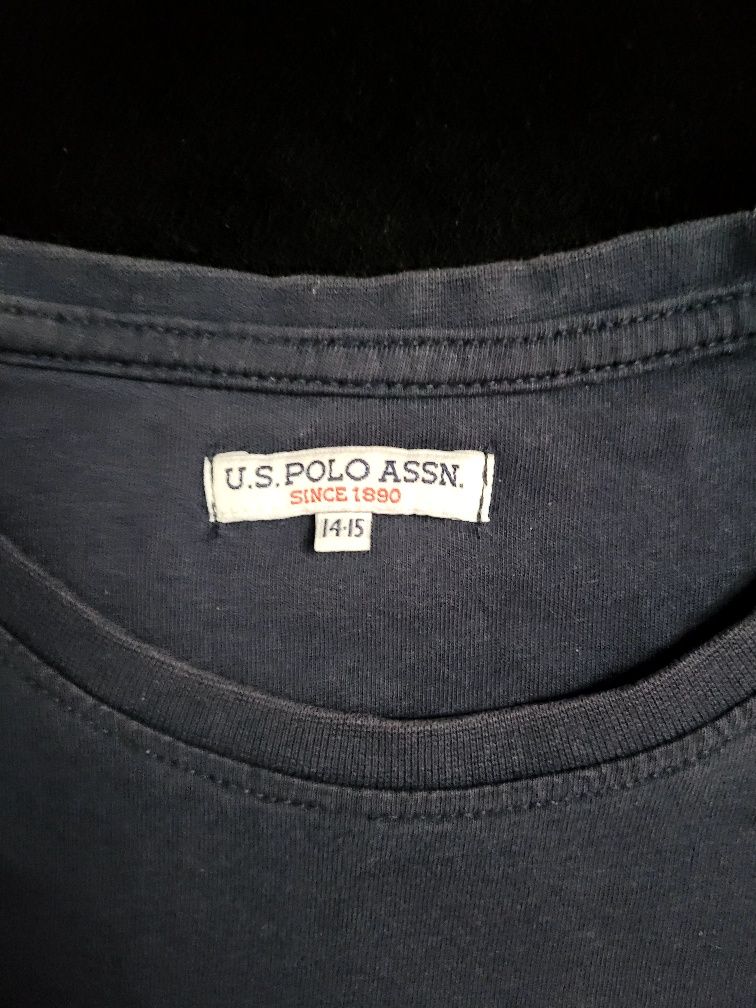 U.S. POLO ASSN.
SINCE 1890
14-15